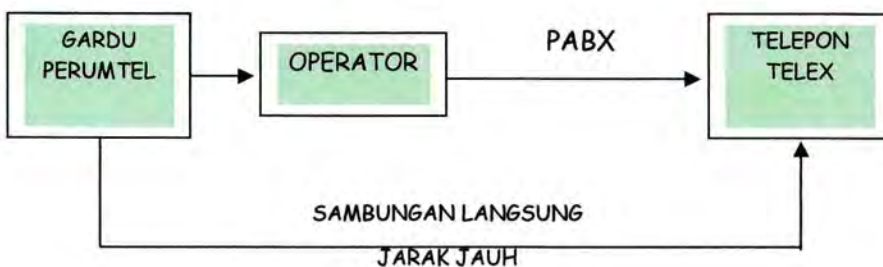 GARDU
PERUMTEL
OPERATOR
PABX
TELEPON
TELEX
SAMBUNGAN LANGSUNG
JARAK JAUH